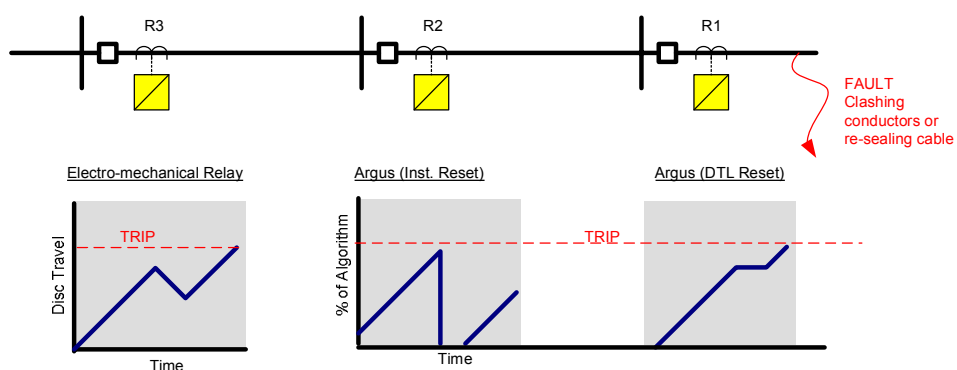 R3
R2
R1
FAULT
Clashing
conductors or
re-sealing cable
Electro-mechanical Relay
Argus (Inst. Reset)
Argus (DTL Reset)
TRIP
TRIP
Disc Travel
% of Algorithm
Time
Time